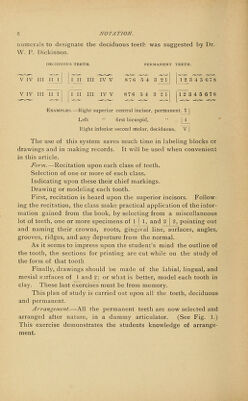 8 NOTATION.
numerals to designate the deciduous teeth was suggested by Dr.
W. P. Dickinson.
DECIDUOUS TEETH. PERMANENT TEETH.
V IV III II I | I II III IV V 8 7 6 5 4 3 2 1 | 1 2 3 4 5 6 7 8
V IV III II I | I II III IV V 8 7 6 5 4 3 2 1 | 1 2 3 4 5 6 7 8
EXAMPLES.—Right superior central incisor, permanent
Left " first bicuspid, " 4
Right inferior second molar, deciduous, V
The use of this system saves much time in labeling blocks or
drawings and in making records. It will be used when convenient
in this article.
Form.—Recitation upon each class of teeth.
Selection of one or more of each class.
Indicating upon these their chief markings.
Drawing or modeling each tooth.
First, recitation is heard upon the superior incisors. Follow-
ing the recitation, the class make practical application of the infor-
mation gained from the book, by selecting from a miscellaneous
lot of teeth, one or more specimens of 1 | 1, and 2 | 2, pointing out
and naming their crowns, roots, gingival line, surfaces, angles,
grooves, ridges, and any departure from the normal.
As it seems to impress upon the student's mind the outline of
the tooth, the sections for printing are cut while on the study of
the form of that tooth.
Finally, drawings should be made of the labial, lingual, and
mesial surfaces of 1 and 2; or what is better, model each tooth in
clay. These last exercises must be from memory.
This plan of study is carried out upon all the teeth, deciduous
and permanent.
Arrangement.—All the permanent teeth are now selected and
arranged after nature, in a dummy articulator. (See Fig. 1.)
This exercise demonstrates the students knowledge of arrange-
ment.